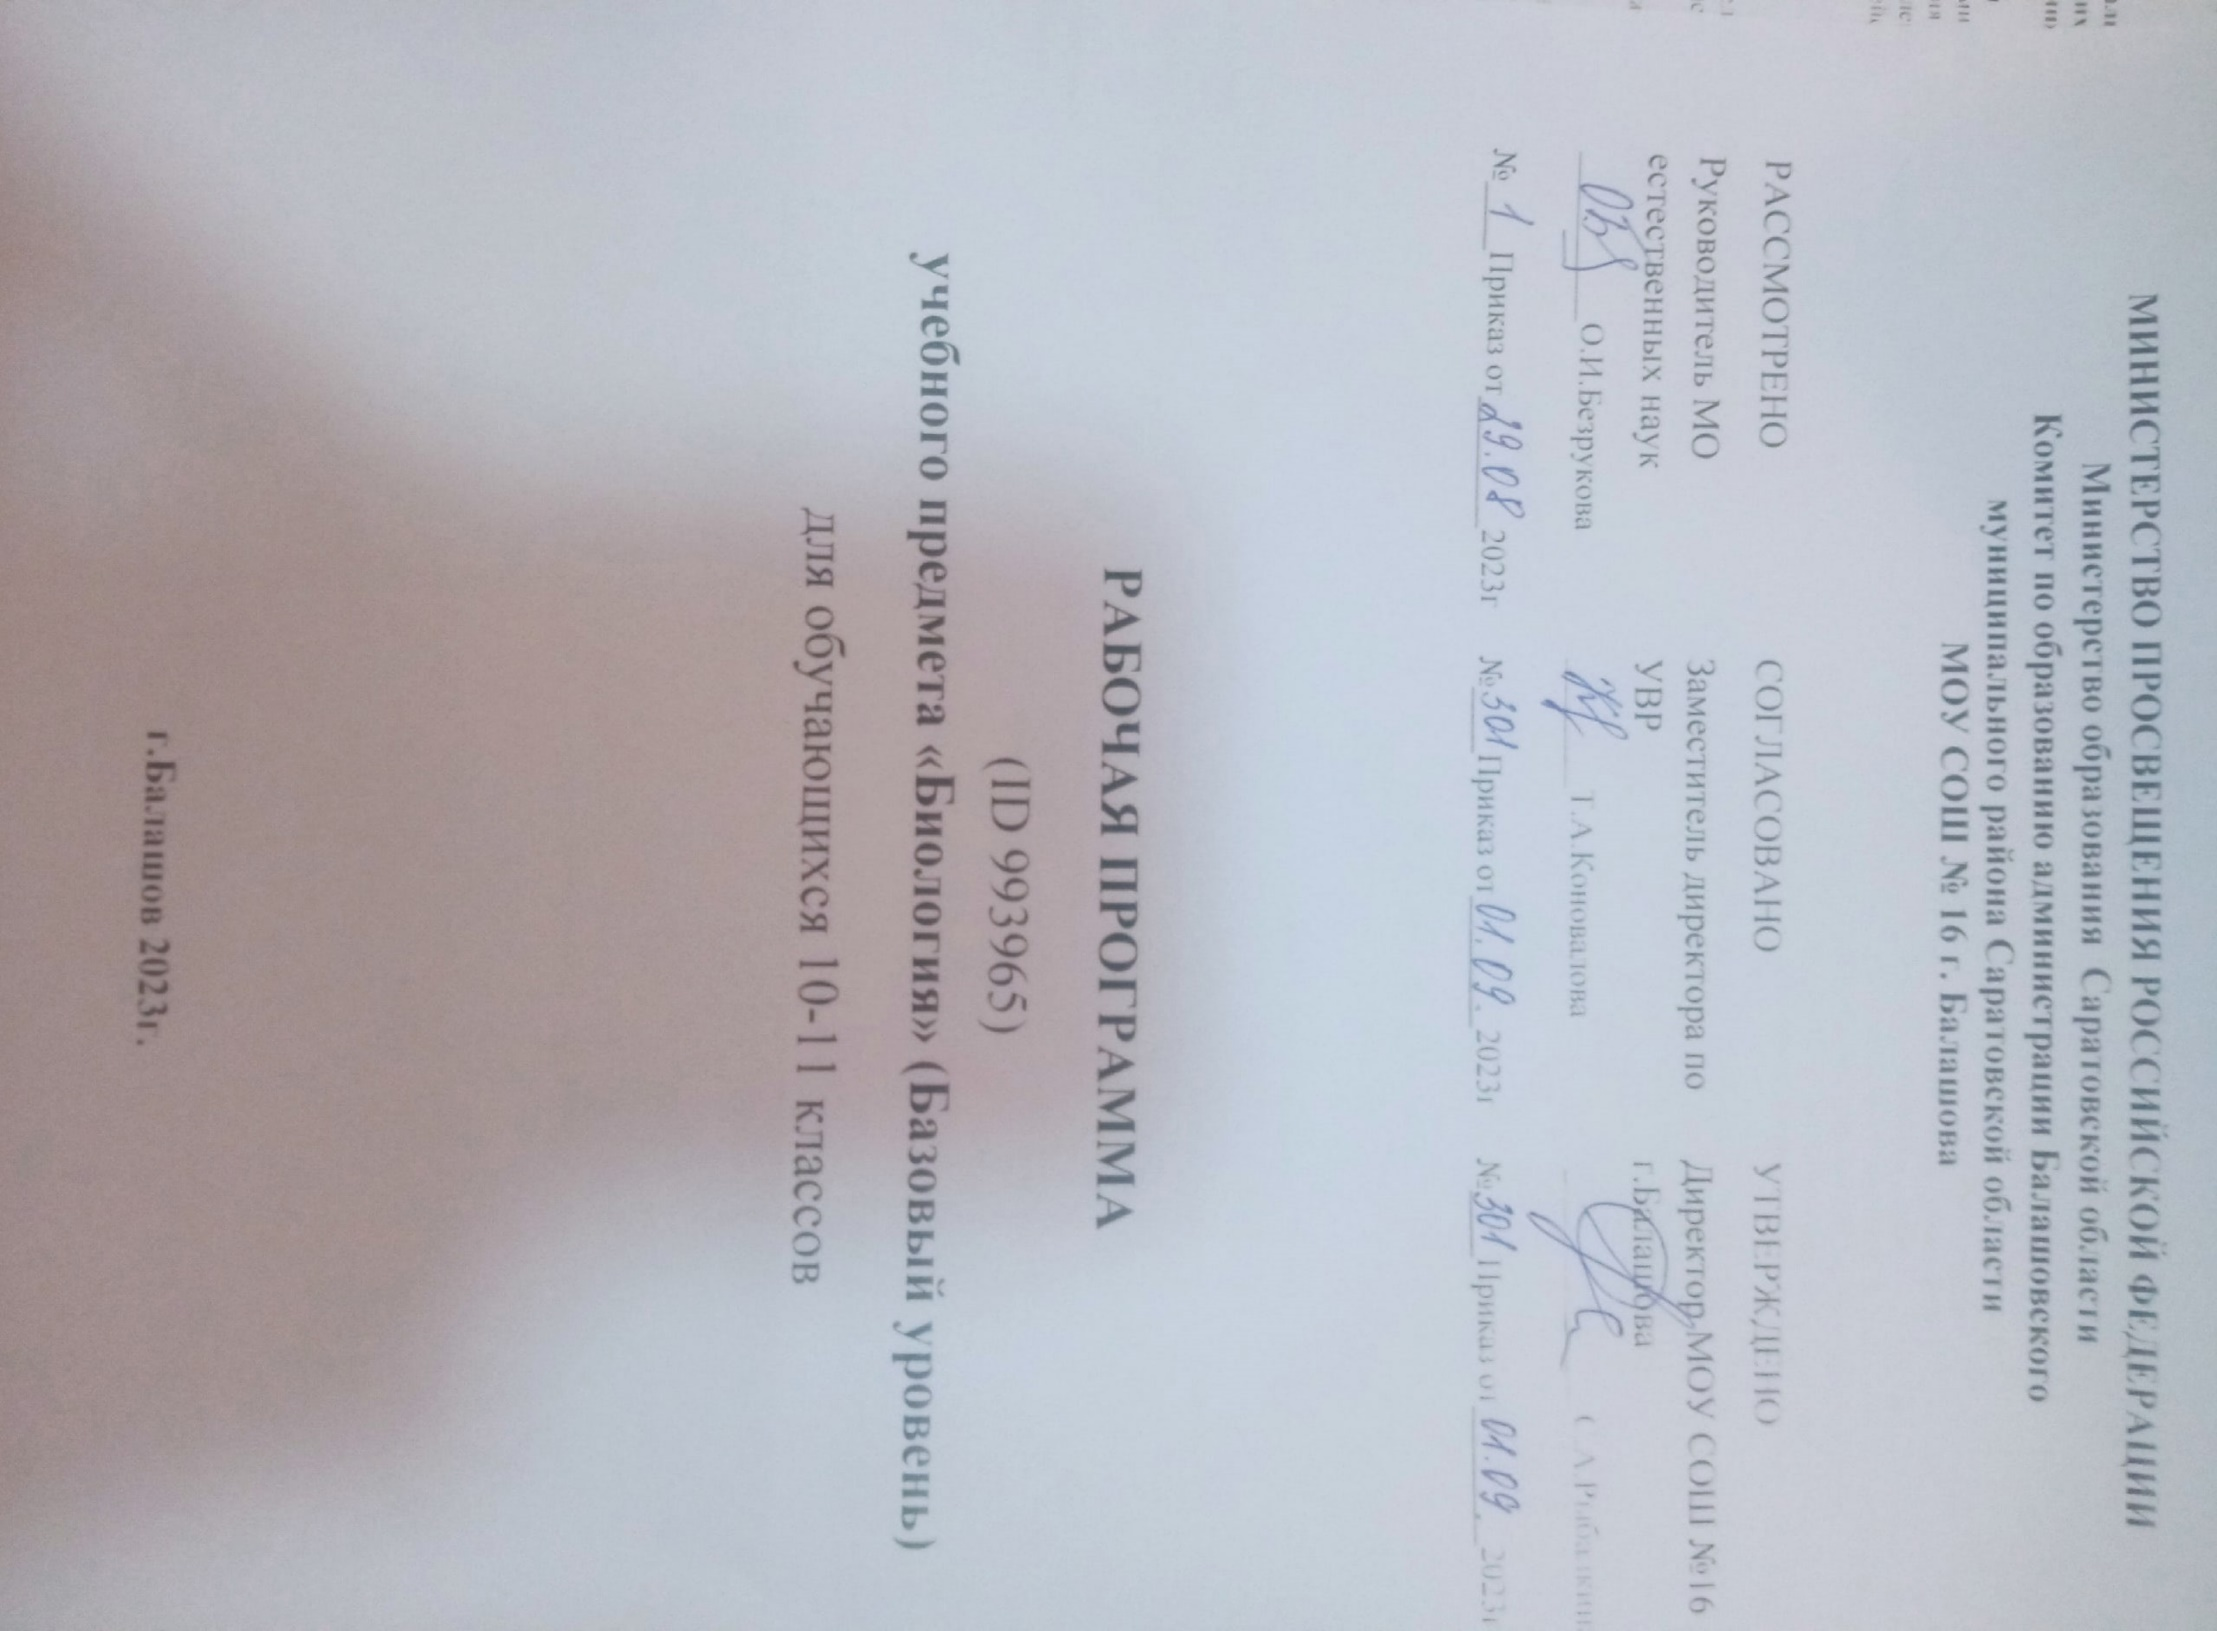 МИНИСТЕРСТВО ПРОСВЕЩЕНИЯ РОССИЙСКОЙ ФЕДЕРАЦИИ
Министерство образования Саратовской области
Комитет по образованию администрации Балашовского
муниципального района Саратовской области
МОУ СОШ № 16 г. Балашова
РАССМОТРЕНО
Руководитель МО
естественных наук
О.И.Безрукова
№ 1 Приказ от 29.08 2023г
СОГЛАСОВАНО
Заместитель директора по
УВР
Т.А.Коновалова
№ 301 Приказ от 01.09. 2023г
УТВЕРЖДЕНО
Директор МОУ СОШ №16
г.Балашова
№ 301 Приказ от 01.09. 2023г
РАБОЧАЯ ПРОГРАММА
(ID 993965)
учебного предмета «Биология» (Базовый уровень)
для обучающихся 10-11 классов
г.Балашов 2023г.